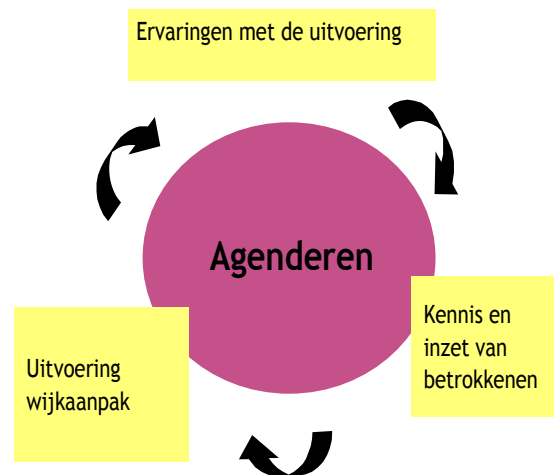 Ervaringen met de uitvoering
Agenderen
Kennis en
inzet van
betrokkenen
Uitvoering
wijkaanpak